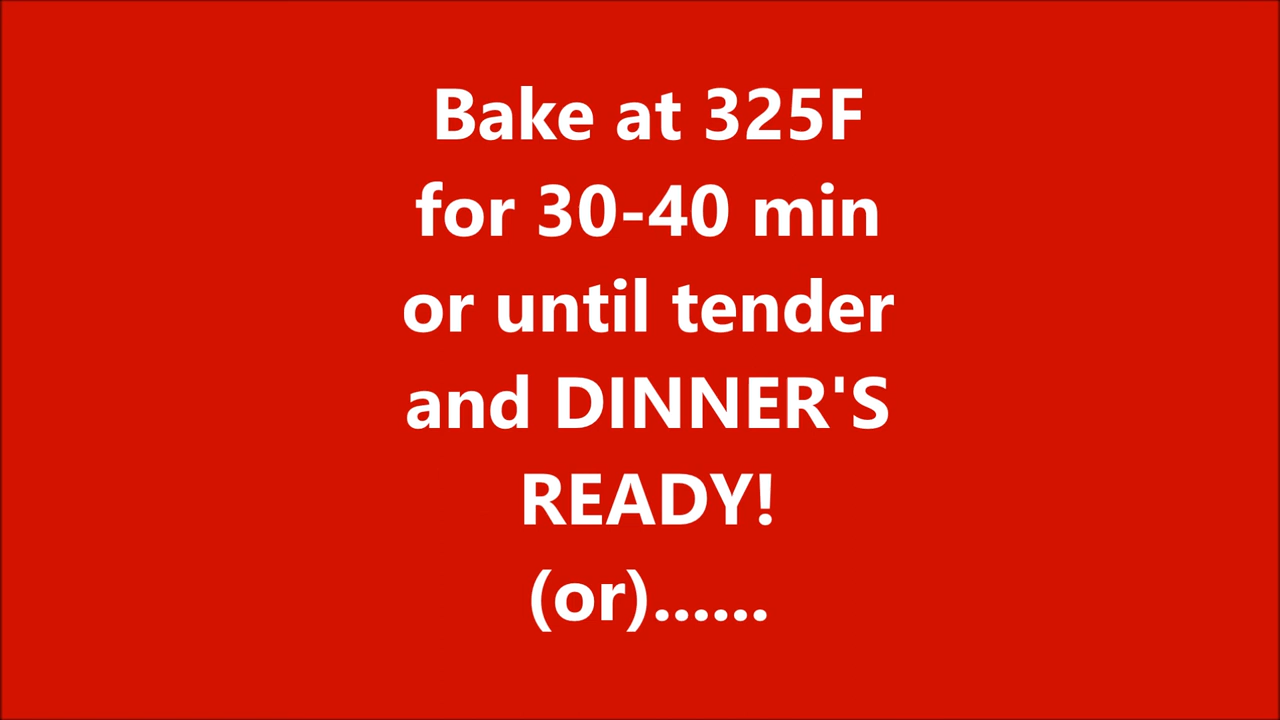 Bake at 325F
for 30-40 min
or until tender
and DINNER'S
READY!
(or)......